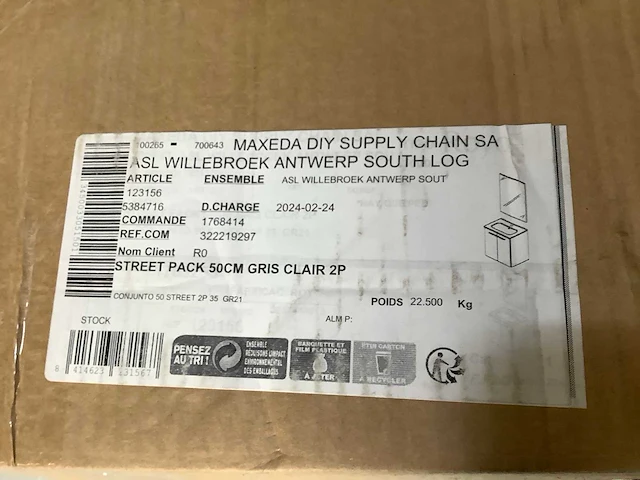 100265 - 700643 MAXEDA DIY SUPPLY CHAIN SA
ASL WILLEBROEK ANTWERP SOUTH LOG
ARTICLE ENSEMBLE ASL WILLEBROEK ANTWERP SOUT
123156
5384716 D.CHARGE 2024-02-24
COMMANDE 1768414
REF.COM 322219297
Nom Client R0
STREET PACK 50CM GRIS CLAIR 2P
CONJUNTO 50 STREET 2P 35 GR21
POIDS 22.500 Kg
STOCK ALM P:
PENSEZ AU TRI !
ENSEMBLE
RÉDUISONS L'IMPACT
ENVIRONNEMENTAL
DES EMBALLAGES
BARQUETTE ET
FILM PLASTIQUE
À JETER
CARTON
À RECYCLER
8 414623 231567